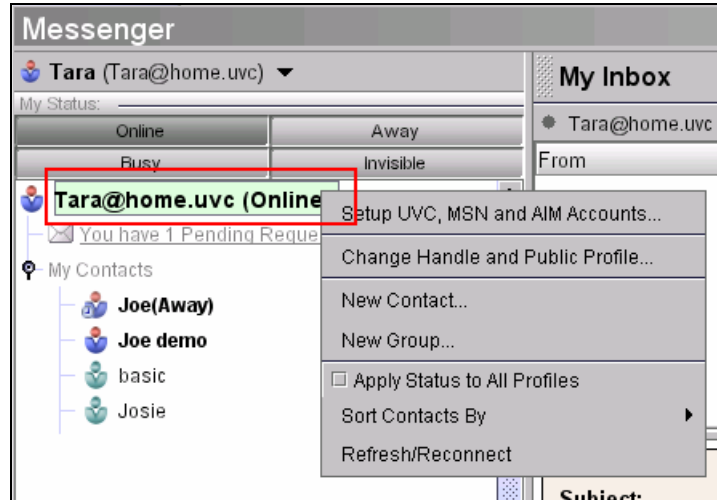 Messenger
Tara (Tara@home.uvc)
My Status:
Online Away
Busy Invisible
Tara@home.uvc (Online
You have 1 Pending Reque
My Contacts
Joe(Away)
Joe demo
basic
Josie
Setup UVC, MSN and AIM Accounts...
Change Handle and Public Profile...
New Contact...
New Group...
Apply Status to All Profiles
Sort Contacts By
Refresh/Reconnect
My Inbox
Tara@home.uvc
From
Subject: